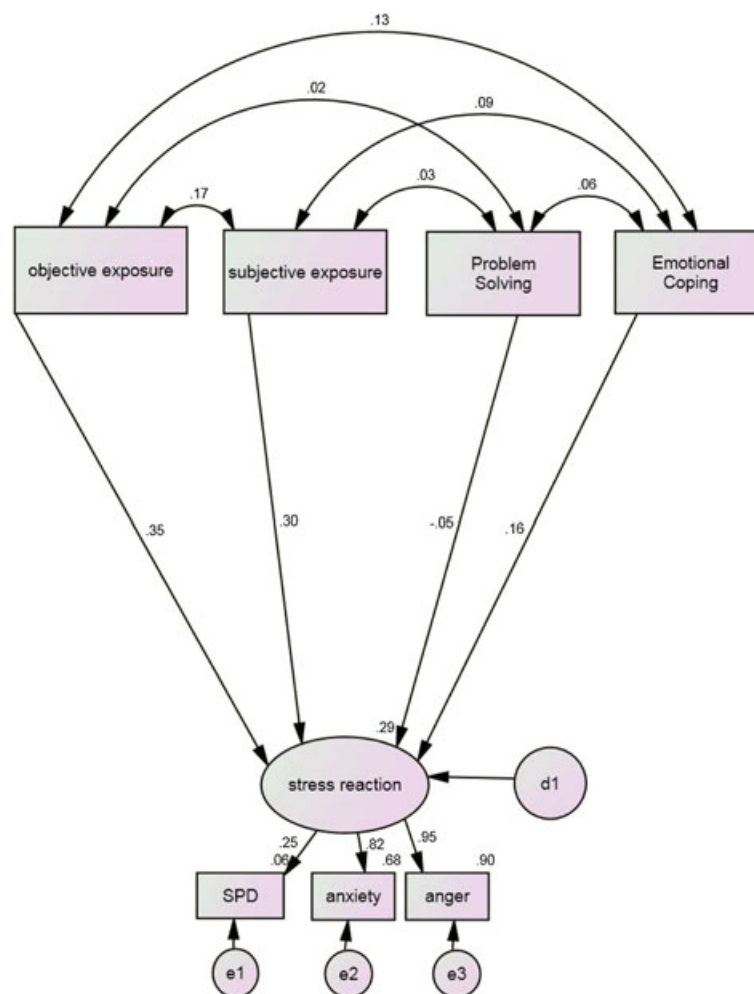 .13
.02
.09
.17
.03
.06
objective exposure
subjective exposure
Problem
Solving
Emotional
Coping
.35
.30
-.05
.16
.29
stress reaction
d1
.25
.06
.82
.68
.95
.90
SPD
anxiety
anger
e1
e2
e3